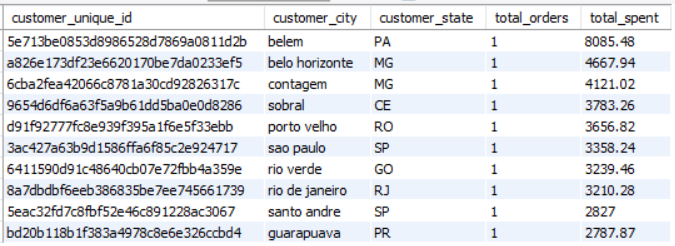 customer_unique_id customer_city customer_state total_orders total_spent
5e713be0853d8986528d7869a0811d2b belem PA 1 8085.48
a826e173df23e6620170be7da0233ef5 belo horizonte MG 1 4667.94
6cba2fea42066c8781a30cd92826317c contagem MG 1 4121.02
9654d6df6a63f5a9b61dd5ba0e0d8286 sobral CE 1 3783.26
d91f92777fc8e939f395a1f6e5f33ebb porto velho RO 1 3656.82
3ac427a63b9d1586ffa6f85c2e924717 sao paulo SP 1 3358.24
6411590d91c48640cb07e72fbb4a359e rio verde GO 1 3239.46
8a7dbdbf6eeb386835be7ee745661739 rio de janeiro RJ 1 3210.28
5eac32fd7c8fbf52e46c891228ac3067 santo andre SP 1 2827
bd20b118b1f383a4978c8e6e326ccbd4 guarapuava PR 1 2787.87